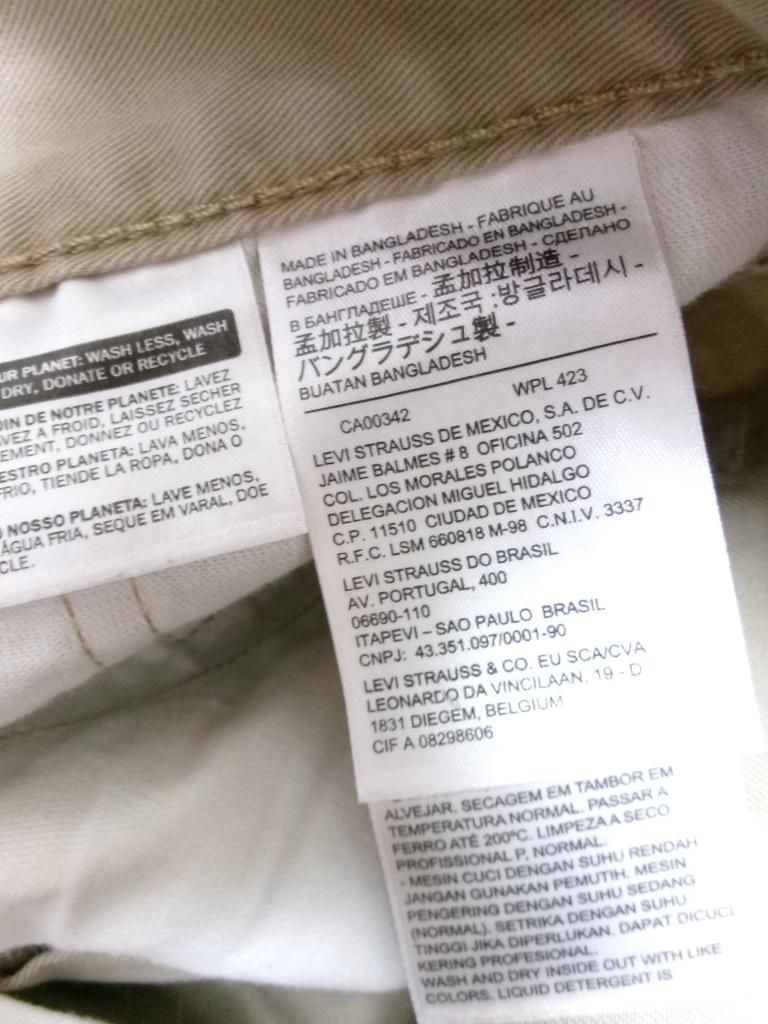 UR PLANET: WASH LESS, WASH
DRY, DONATE OR RECYCLE
OIN DE NOTRE PLANETE: LAVEZ
AVEZ A FROID, LAISSEZ SECHER
EMENT, DONNEZ OU RECYCLEZ
ESTRO PLANETA: LAVA MENOS,
FRIO, TIENDE LA ROPA, DONA O
O NOSSO PLANETA: LAVE MENOS,
ÁGUA FRIA, SEQUE EM VARAL, DOE
CLE.
MADE IN BANGLADESH - FABRIQUE AU
BANGLADESH - FABRICADO EN BANGLADESH -
FABRICADO EM BANGLADESH - СДЕЛАНО
В БАНГЛАДЕШЕ - 孟加拉制造 -
孟加拉製 - 제조국 :방글라데시 -
バングラデシュ製 -
BUATAN BANGLADESH
CA00342 WPL 423
LEVI STRAUSS DE MEXICO, S.A. DE C.V.
JAIME BALMES # 8 OFICINA 502
COL. LOS MORALES POLANCO
DELEGACION MIGUEL HIDALGO
C.P. 11510 CIUDAD DE MEXICO
R.F.C. LSM 660818 M-98 C.N.I.V. 3337
LEVI STRAUSS DO BRASIL
AV. PORTUGAL, 400
06690-110
ITAPEVI – SAO PAULO BRASIL
CNPJ: 43.351.097/0001-90
LEVI STRAUSS & CO. EU SCA/CVA
LEONARDO DA VINCILAAN. 19 - D
1831 DIEGEM, BELGIUM
CIF A 08298606
ALVEJAR. SECAGEM EM TAMBOR EM
TEMPERATURA NORMAL. PASSAR A
FERRO ATÉ 200ºC. LIMPEZA A SECO
PROFISSIONAL P, NORMAL.
- MESIN CUCI DENGAN SUHU RENDAH
JANGAN GUNAKAN PEMUTIH. MESIN
PENGERING DENGAN SUHU SEDANG
(NORMAL). SETRIKA DENGAN SUHU
TINGGI JIKA DIPERLUKAN. DAPAT DICUCI
KERING PROFESIONAL.
WASH AND DRY INSIDE OUT WITH LIKE
COLORS. LIQUID DETERGENT IS